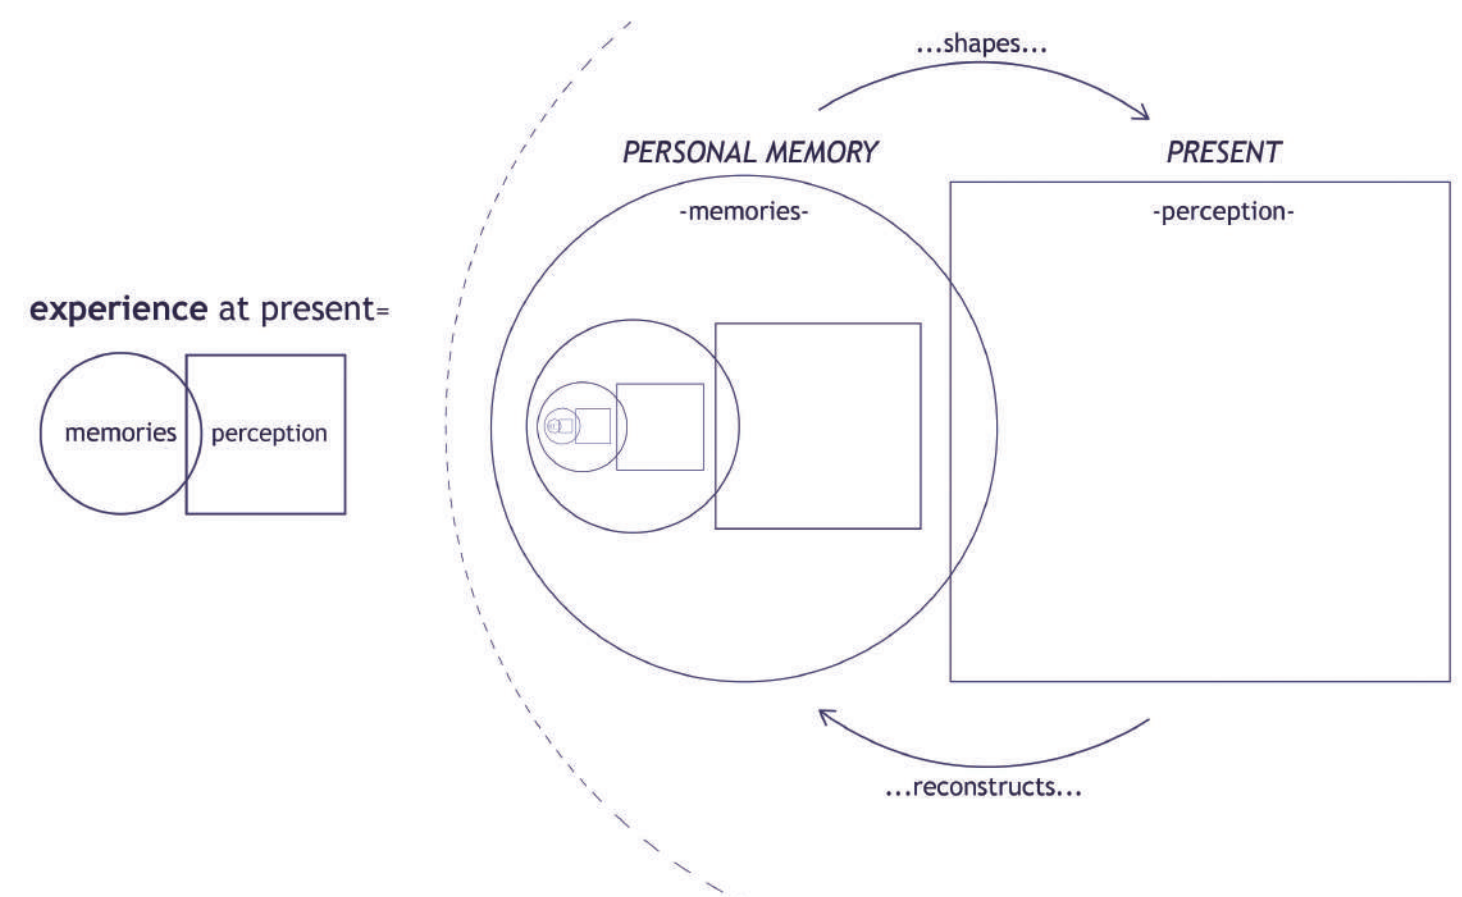 ...shapes...
PERSONAL MEMORY
PRESENT
-memories-
-perception-
experience at present=
memories
perception
...reconstructs...